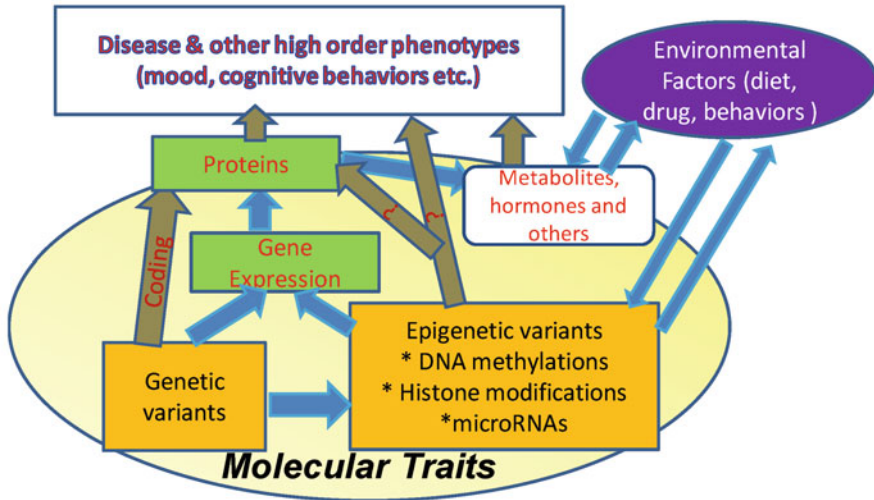 Disease & other high order phenotypes
(mood, cognitive behaviors etc.)
Environmental
Factors (diet,
drug, behaviors )
Proteins
Metabolites,
hormones and
others
?
?
Coding
Gene
Expression
Epigenetic variants
* DNA methylations
* Histone modifications
*microRNAs
Genetic
variants
Molecular Traits